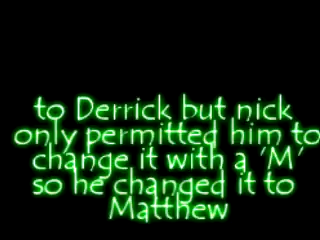 to Derrick but nick
only permitted him to
change it with a 'M'
so he changed it to
Matthew